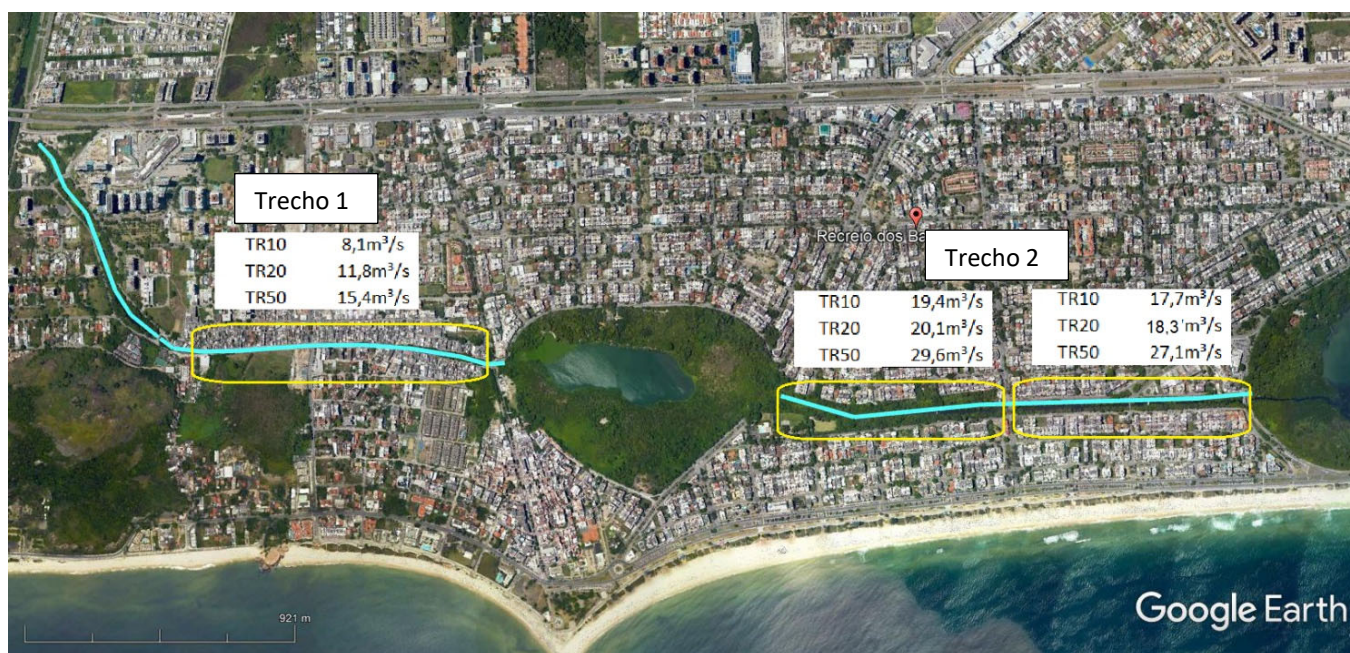 Trecho 1
TR10 8,1m³/s
TR20 11,8m³/s
TR50 15,4m³/s
Recreio dos Ba
Trecho 2
TR10 19,4m³/s
TR20 20,1m³/s
TR50 29,6m³/s
TR10 17,7m³/s
TR20 18,3'm³/s
TR50 27,1m³/s
921 m
Google Earth